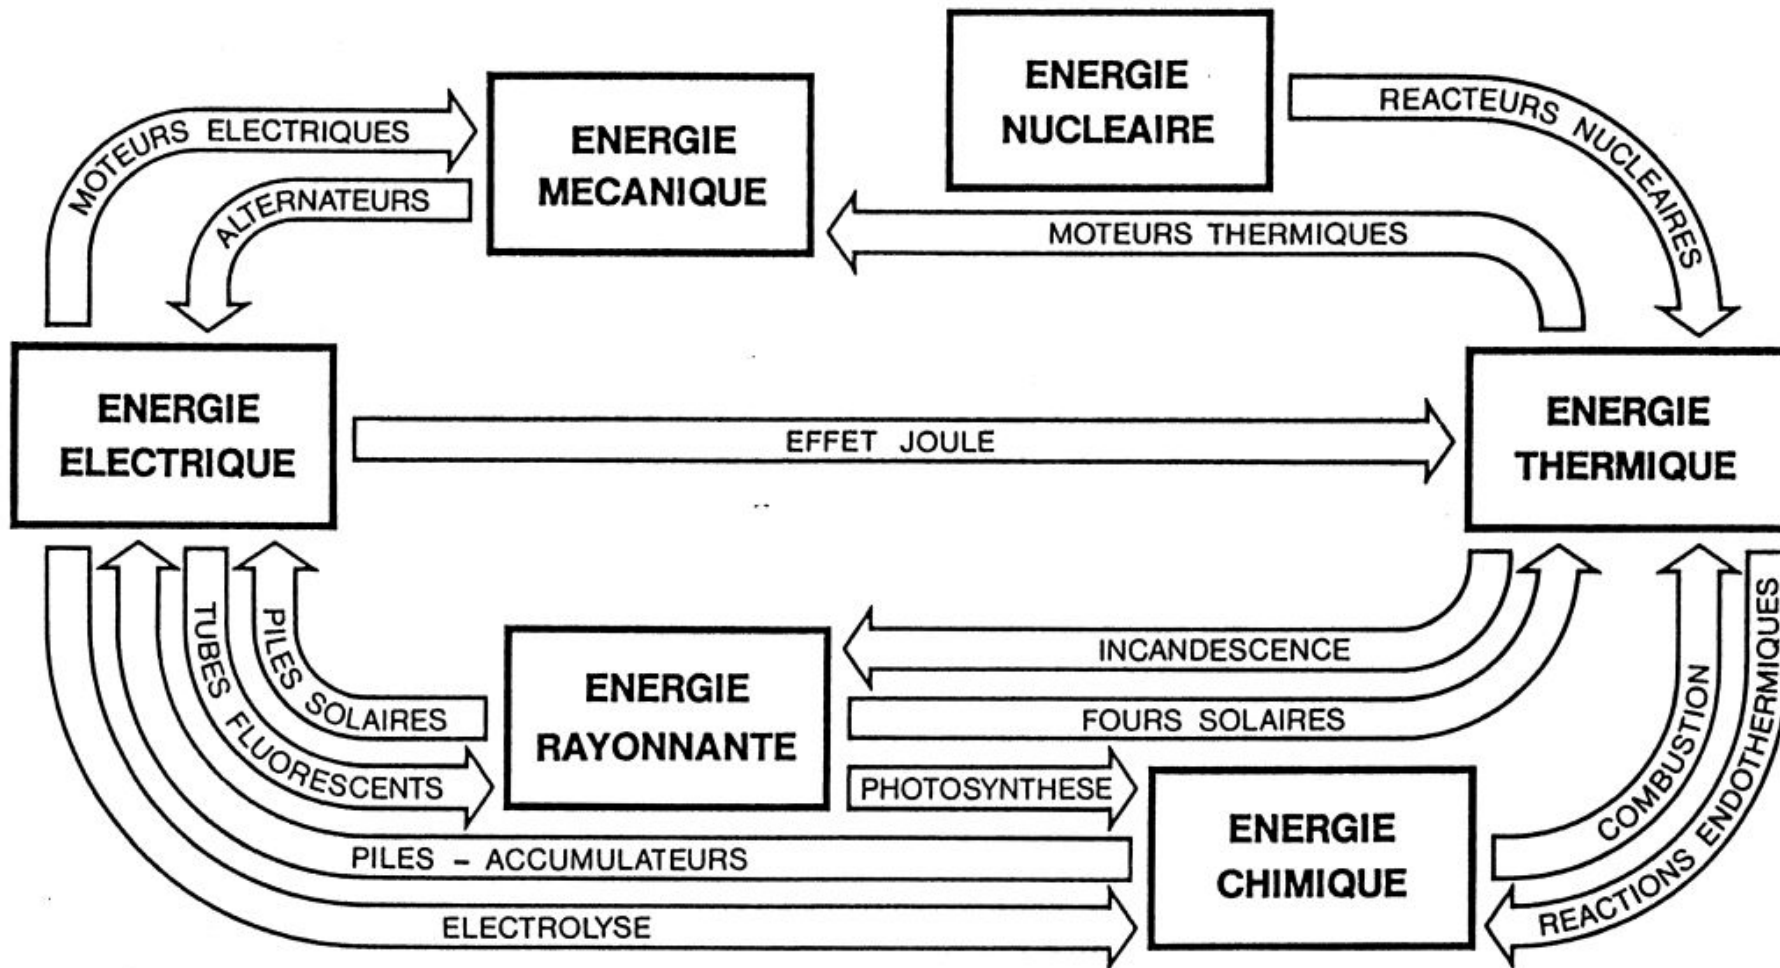 ENERGIE
NUCLEAIRE
REACTEURS NUCLEAIRES
MOTEURS ELECTRIQUES
ENERGIE
MECANIQUE
ALTERNATEURS
MOTEURS THERMIQUES
ENERGIE
ELECTRIQUE
EFFET JOULE
ENERGIE
THERMIQUE
TUBES FLUORESCENTS
PILES SOLAIRES
ENERGIE
RAYONNANTE
INCANDESCENCE
FOURS SOLAIRES
PHOTOSYNTHESE
COMBUSTION
REACTIONS ENDOTHERMIQUES
ENERGIE
CHIMIQUE
PILES - ACCUMULATEURS
ELECTROLYSE